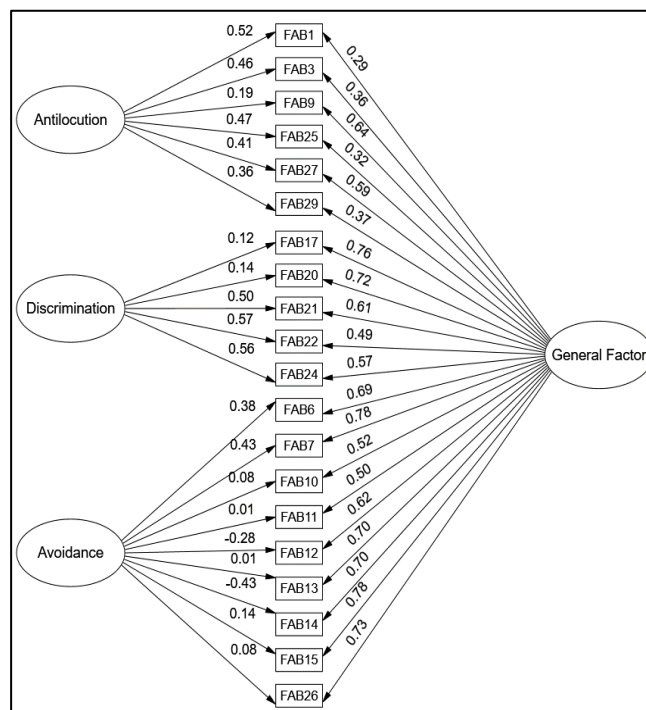 0.52
FAB1
0.29
0.46
FAB3
0.36
Antilocution
0.19
FAB9
0.64
0.47
FAB25
0.32
0.41
FAB27
0.59
0.36
FAB29
0.37
0.12
FAB17
0.76
0.14
FAB20
0.72
Discrimination
0.50
FAB21
0.61
0.57
FAB22
0.49
0.56
FAB24
0.57
General Factor
0.38
FAB6
0.69
0.43
FAB7
0.78
0.08
FAB10
0.52
0.01
FAB11
0.50
Avoidance
-0.28
FAB12
0.62
0.01
FAB13
0.70
-0.43
FAB14
0.70
0.14
FAB15
0.78
0.08
FAB26
0.73